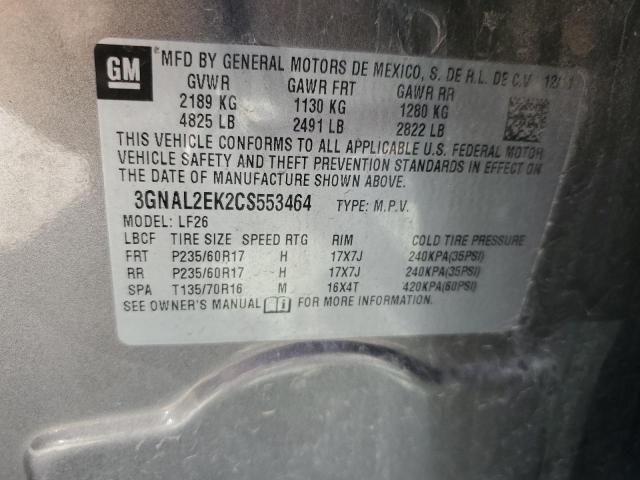 GM
MFD BY GENERAL MOTORS DE MEXICO, S. DE R.L. DE C.V
GVWR GAWR FRT GAWR RR
2189 KG 1130 KG 1280 KG
4825 LB 2491 LB 2822 LB
THIS VEHICLE CONFORMS TO ALL APPLICABLE U.S. FEDERAL MOTOR
VEHICLE SAFETY AND THEFT PREVENTION STANDARDS IN EFFECT ON
THE DATE OF MANUFACTURE SHOWN ABOVE.
3GNAL2EK2CS553464 TYPE: M.P.V.
MODEL: LF26
LBCF TIRE SIZE SPEED RTG RIM COLD TIRE PRESSURE
FRT P235/60R17 H 17X7J 240KPA(35PSI)
RR P235/60R17 H 17X7J 240KPA(35PSI)
SPA T135/70R16 M 16X4T 420KPA(60PSI)
SEE OWNER'S MANUAL FOR MORE INFORMATION.